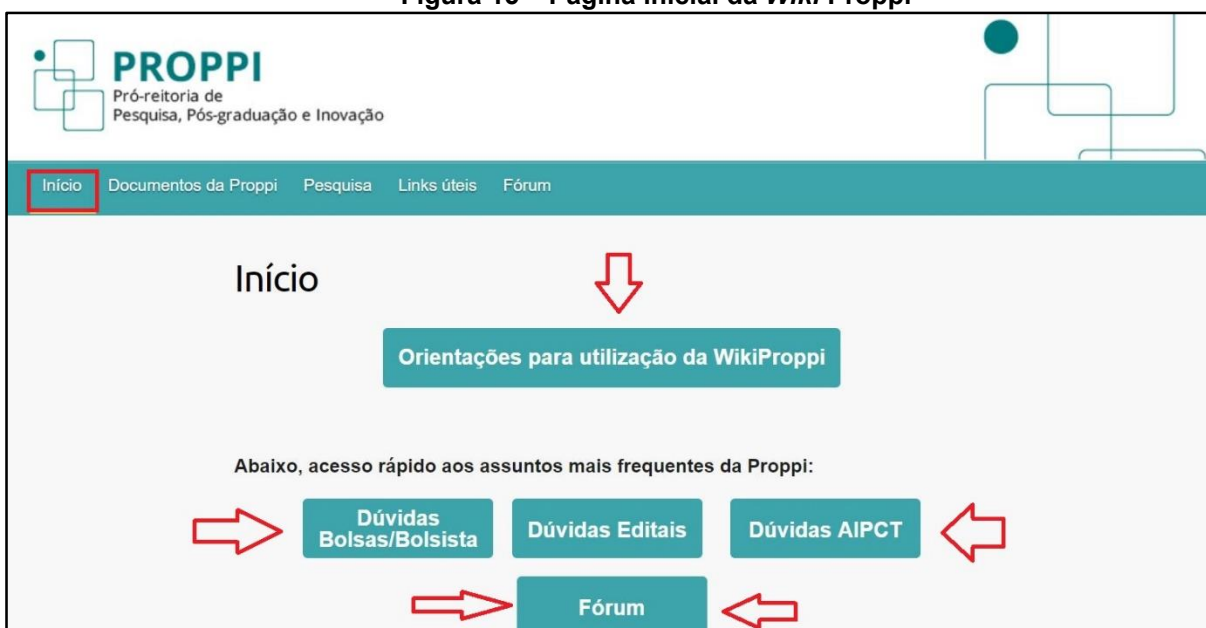 Figura 15 – Página inicial da Wiki Proppi
PROPPI
Pró-reitoria de
Pesquisa, Pós-graduação e Inovação
Início Documentos da Proppi Pesquisa Links úteis Fórum
Início
Orientações para utilização da WikiProppi
Abaixo, acesso rápido aos assuntos mais frequentes da Proppi:
Dúvidas
Bolsas/Bolsista
Dúvidas Editais
Dúvidas AIPCT
Fórum